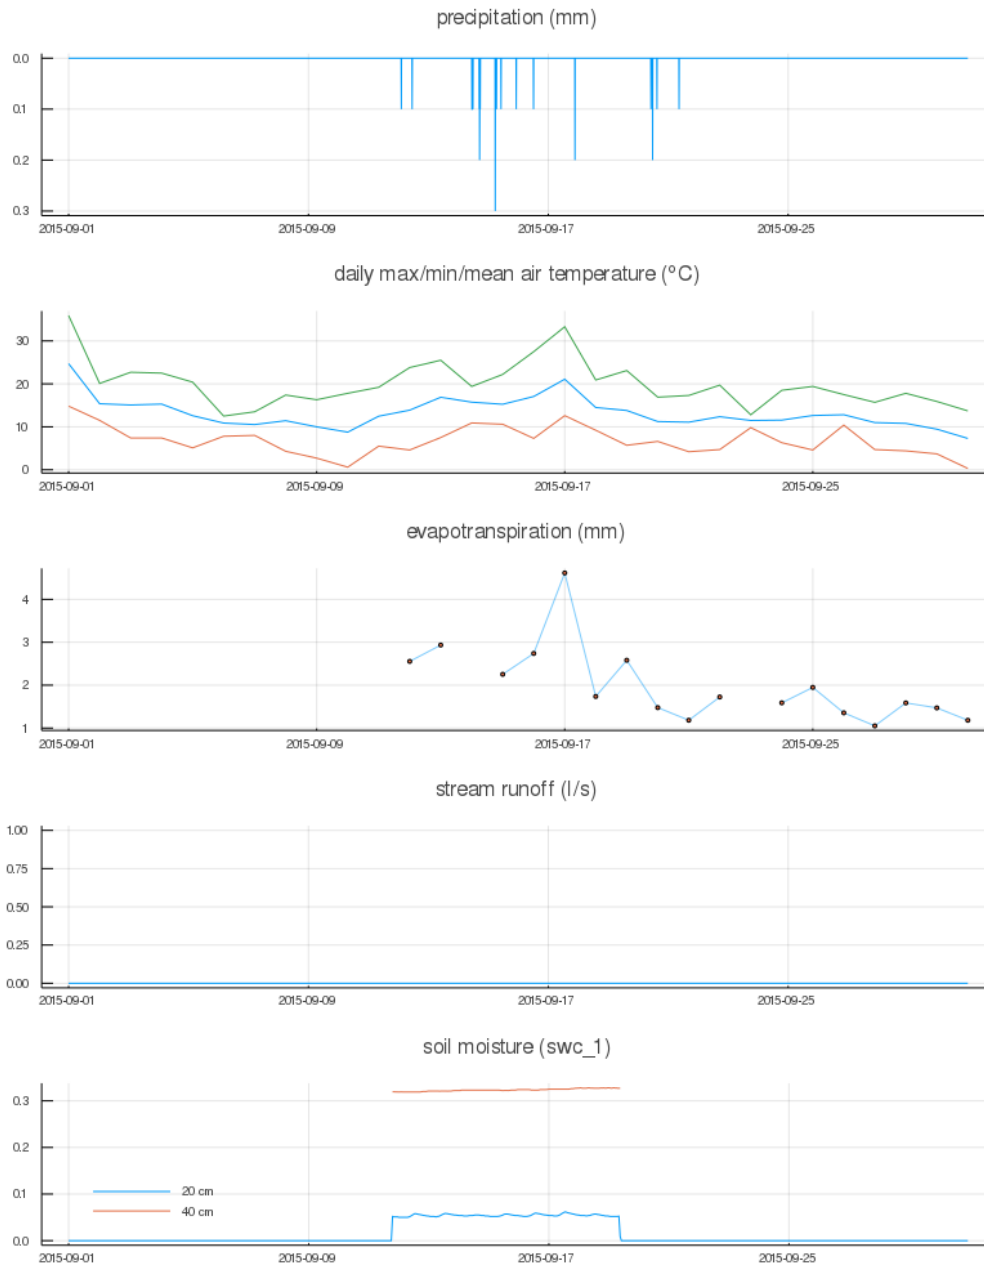 precipitation (mm)
0.0
0.1
0.2
0.3
2015-09-01 2015-09-09 2015-09-17 2015-09-25
daily max/min/mean air temperature (ºC)
30
20
10
0
2015-09-01 2015-09-09 2015-09-17 2015-09-25
evapotranspiration (mm)
4
3
2
1
2015-09-01 2015-09-09 2015-09-17 2015-09-25
stream runoff (l/s)
1.00
0.75
0.50
0.25
0.00
2015-09-01 2015-09-09 2015-09-17 2015-09-25
soil moisture (swc_1)
0.3
0.2
0.1
20 cm
40 cm
0.0
2015-09-01 2015-09-09 2015-09-17 2015-09-25